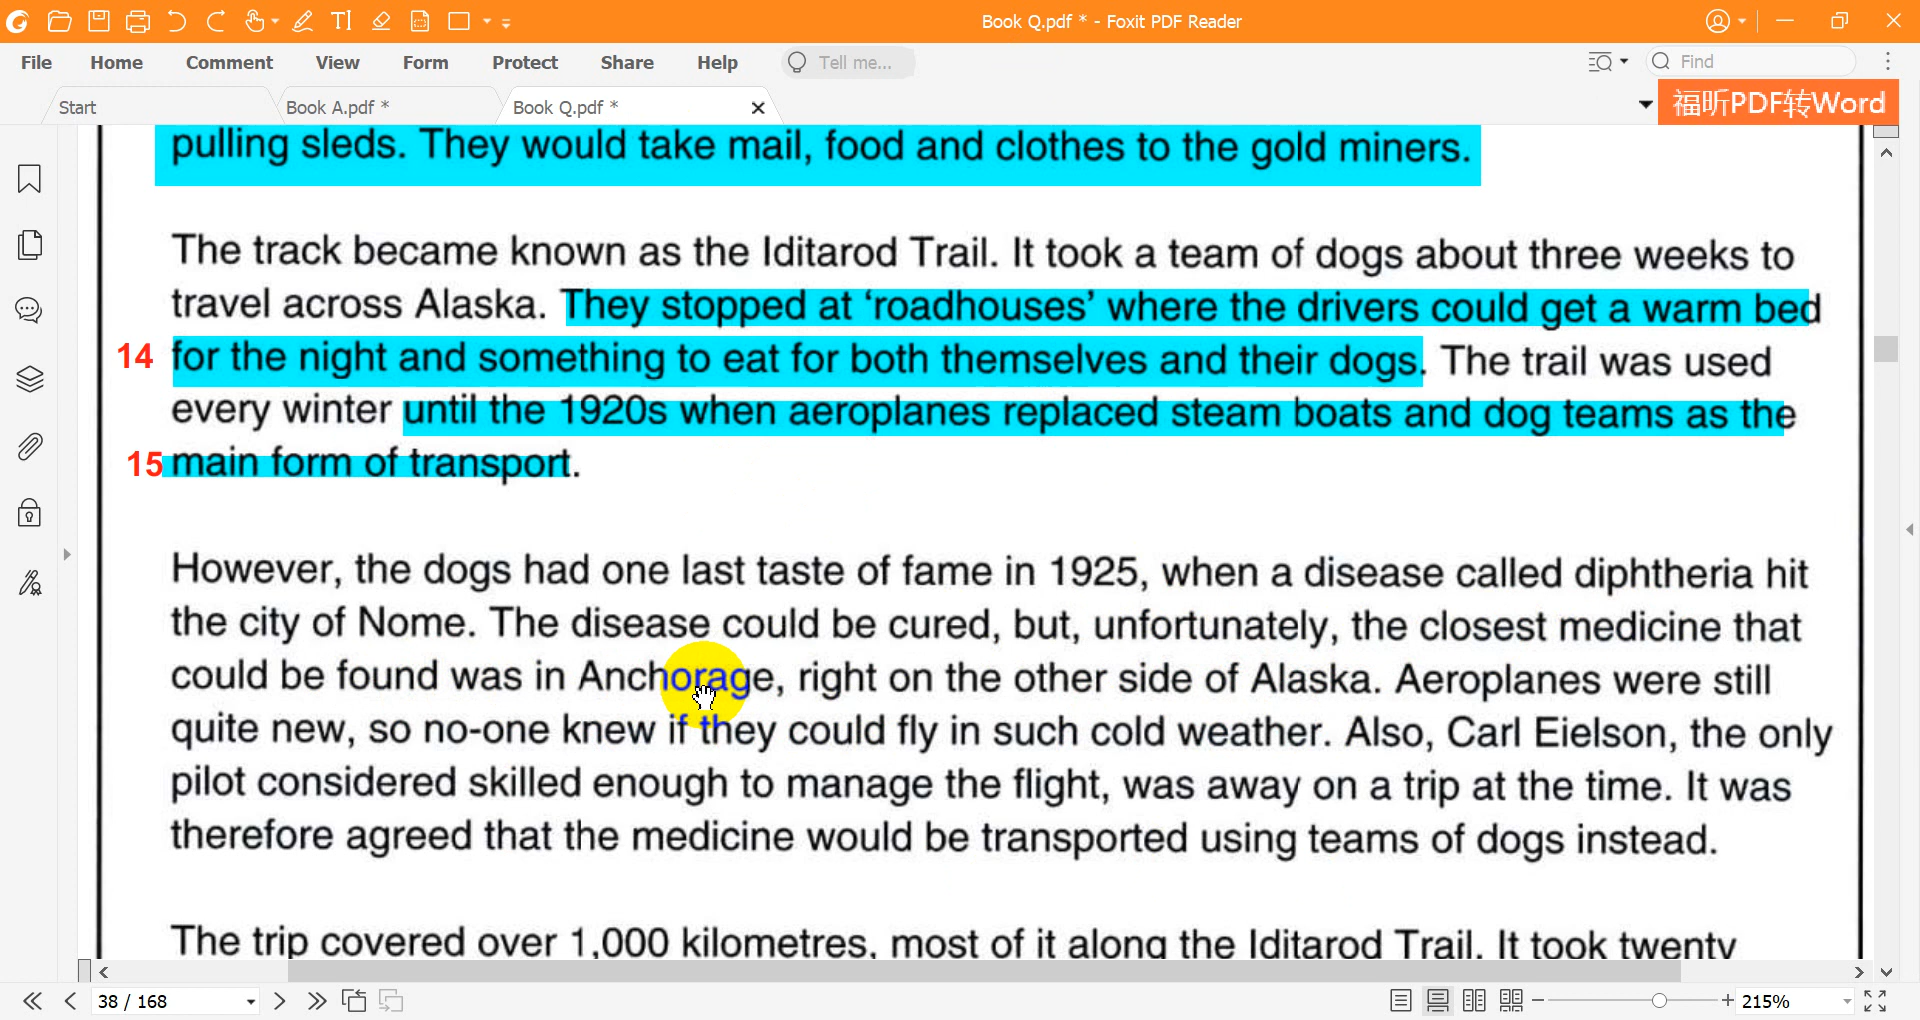 Book Q.pdf * - Foxit PDF Reader
File Home Comment View Form Protect Share Help Tell me... Find
Start Book A.pdf * Book Q.pdf * 福昕PDF转Word
pulling sleds. They would take mail, food and clothes to the gold miners.
The track became known as the Iditarod Trail. It took a team of dogs about three weeks to
travel across Alaska. They stopped at ‘roadhouses’ where the drivers could get a warm bed
14 for the night and something to eat for both themselves and their dogs. The trail was used
every winter until the 1920s when aeroplanes replaced steam boats and dog teams as the
15 main form of transport.
However, the dogs had one last taste of fame in 1925, when a disease called diphtheria hit
the city of Nome. The disease could be cured, but, unfortunately, the closest medicine that
could be found was in Anchorage, right on the other side of Alaska. Aeroplanes were still
quite new, so no-one knew if they could fly in such cold weather. Also, Carl Eielson, the only
pilot considered skilled enough to manage the flight, was away on a trip at the time. It was
therefore agreed that the medicine would be transported using teams of dogs instead.
The trip covered over 1,000 kilometres, most of it along the Iditarod Trail. It took twenty
38 / 168 215%